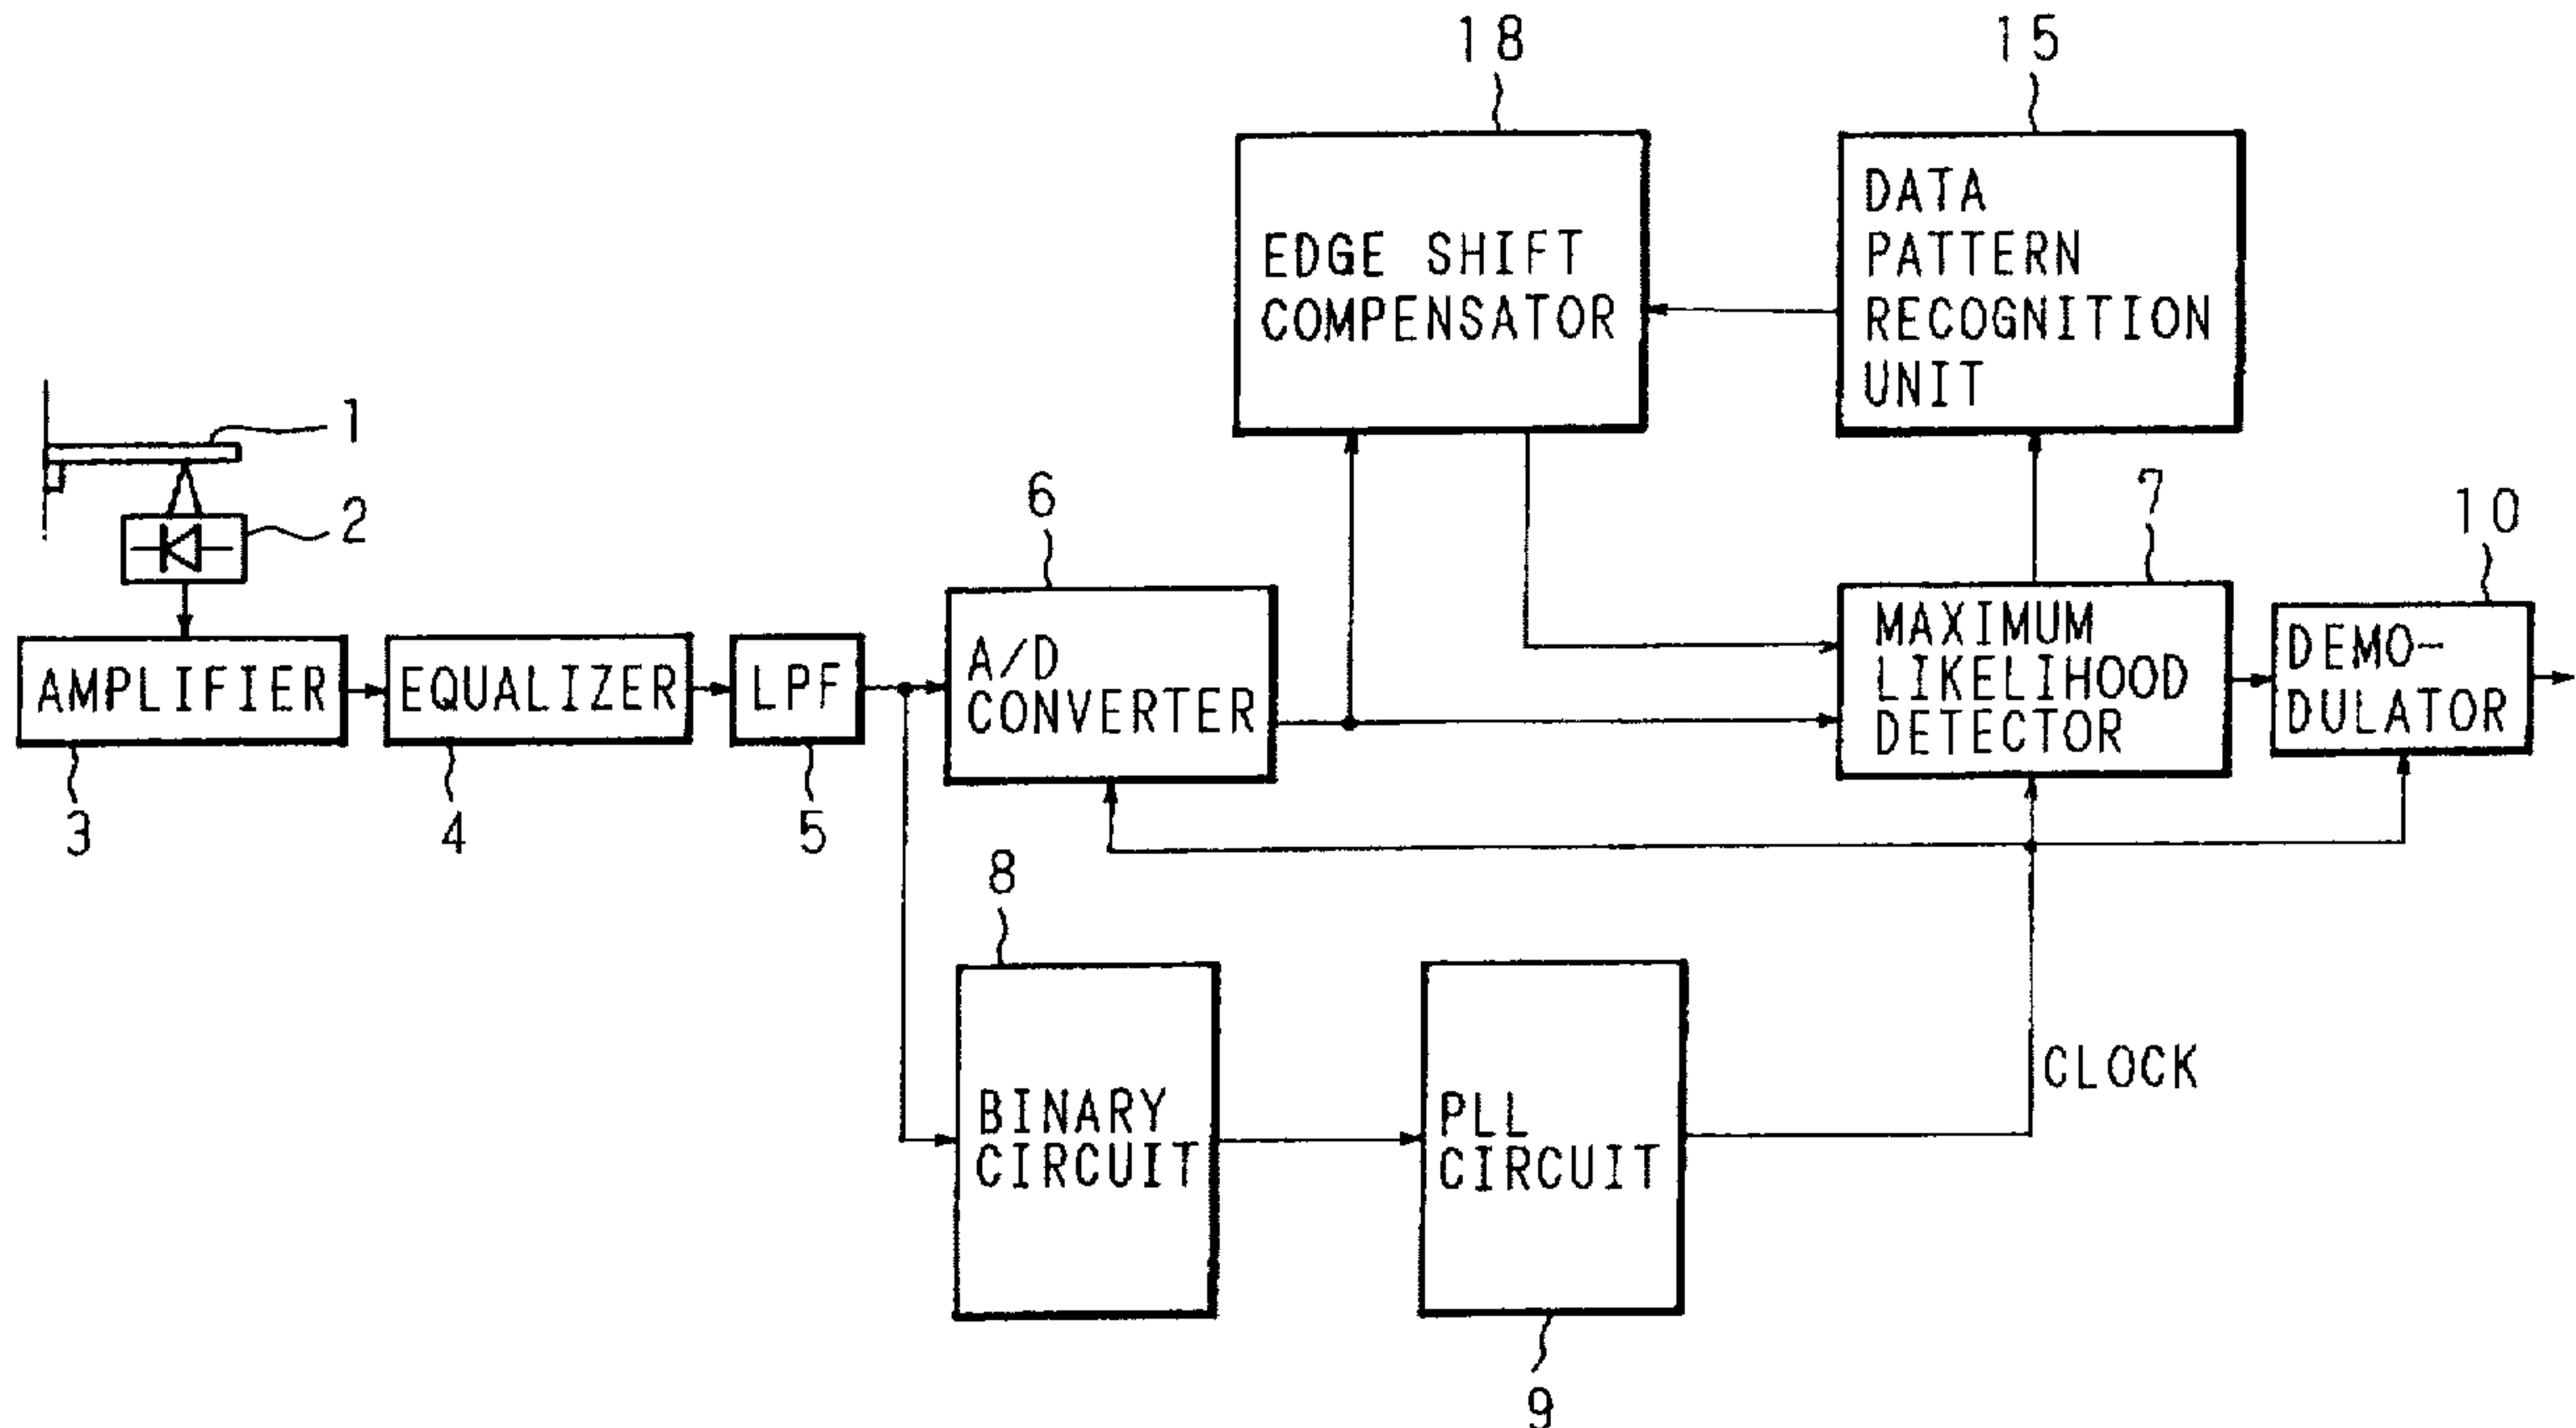 18
15
EDGE SHIFT
COMPENSATOR
DATA
PATTERN
RECOGNITION
UNIT
1
2
6
7
10
AMPLIFIER
EQUALIZER
LPF
A/D
CONVERTER
MAXIMUM
LIKELIHOOD
DETECTOR
DEMO-
DULATOR
3
4
5
8
BINARY
CIRCUIT
PLL
CIRCUIT
CLOCK
9